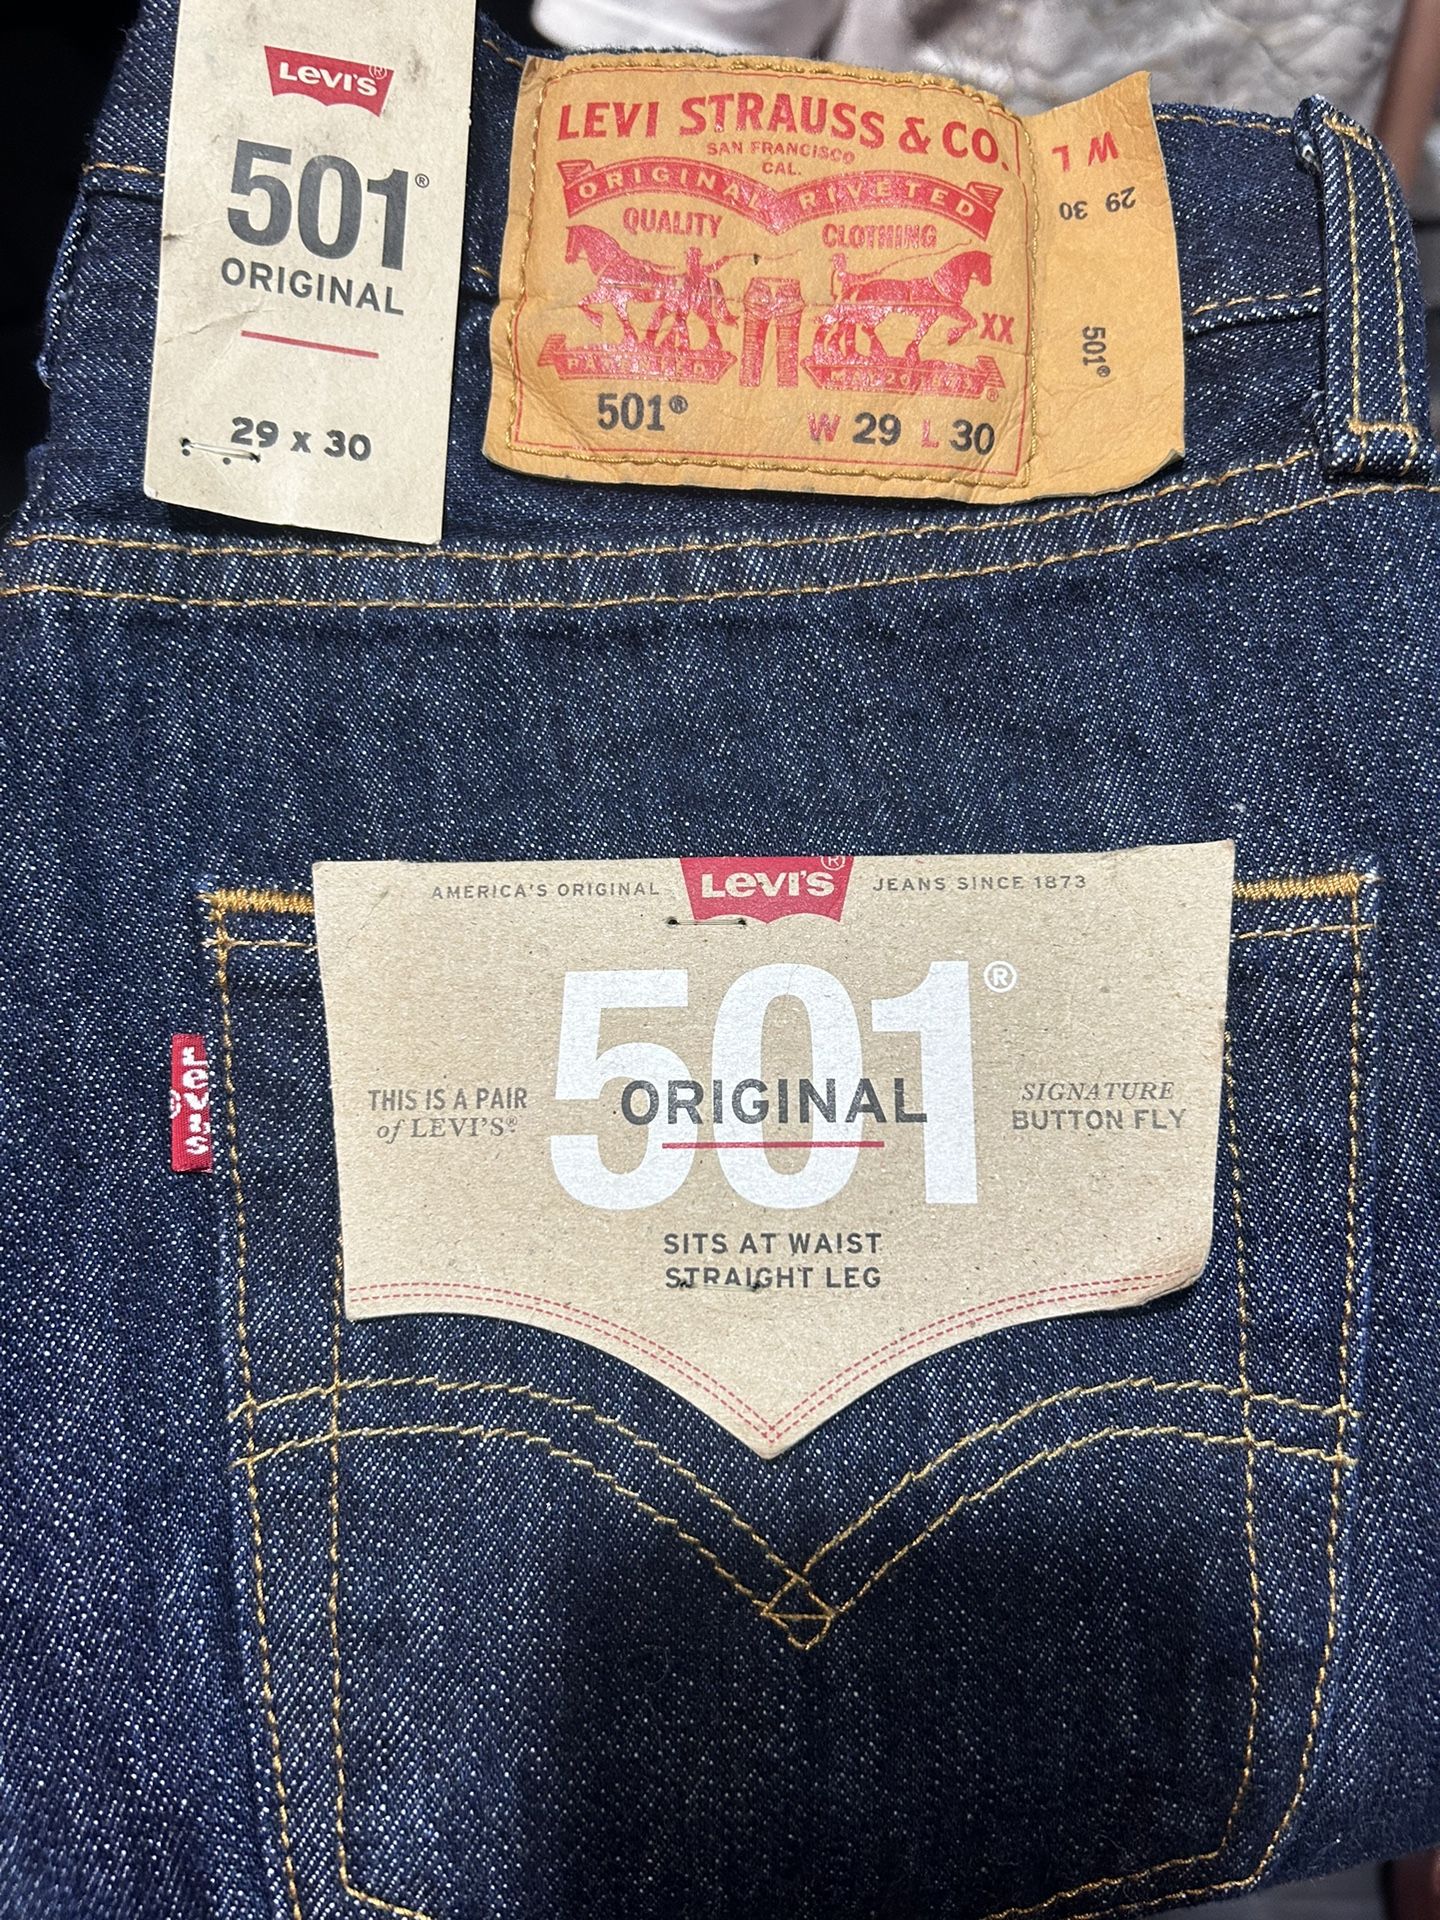 LEVI'S®
501®
ORIGINAL
29 x 30
LEVI STRAUSS & CO.
SAN FRANCISCO
CAL.
ORIGINAL RIVETED
QUALITY CLOTHING
XX
®
501® W 29 L 30
W L
29 30
501®
AMERICA'S ORIGINAL LEVI'S® JEANS SINCE 1873
501®
ORIGINAL
THIS IS A PAIR
of LEVI'S®
SIGNATURE
BUTTON FLY
SITS AT WAIST
STRAIGHT LEG
LEVI'S
®